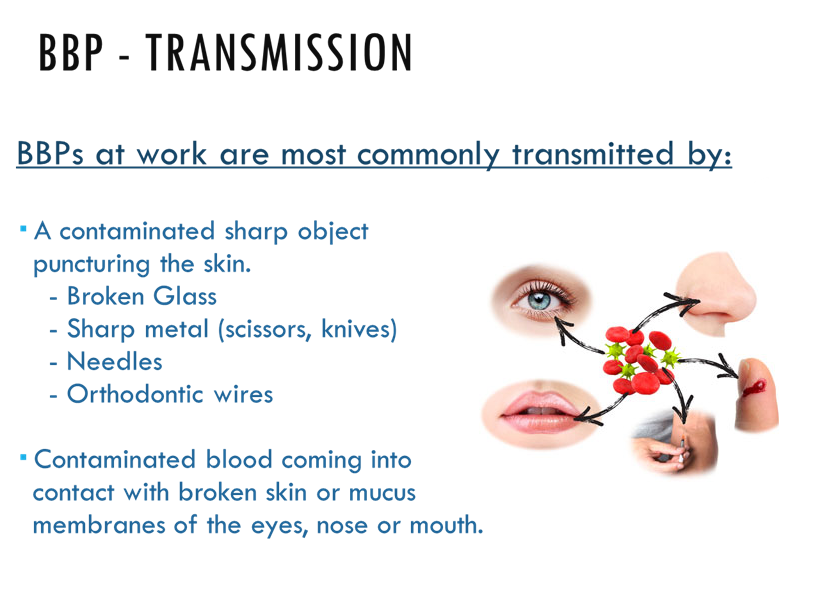 BBP - TRANSMISSION
BBPs at work are most commonly transmitted by:
▪ A contaminated sharp object
puncturing the skin.
- Broken Glass
- Sharp metal (scissors, knives)
- Needles
- Orthodontic wires
▪ Contaminated blood coming into
contact with broken skin or mucus
membranes of the eyes, nose or mouth.